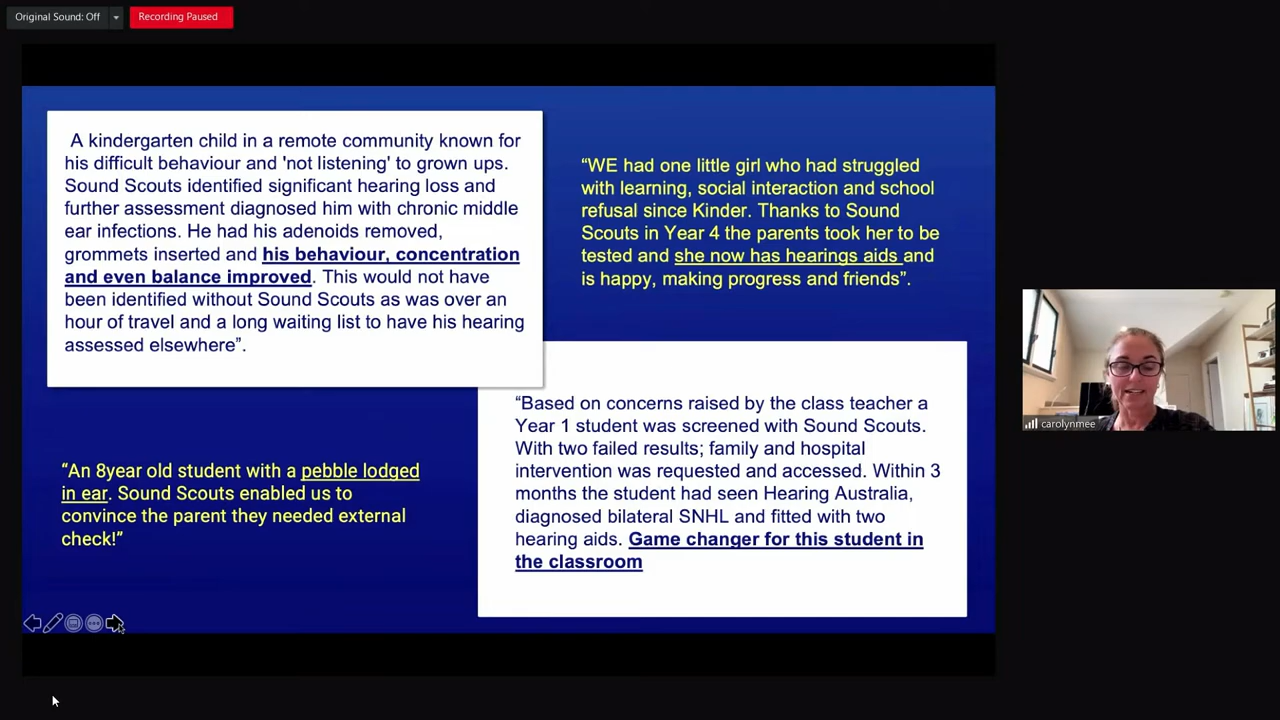 Original Sound: Off
Recording Paused
A kindergarten child in a remote community known for
his difficult behaviour and 'not listening' to grown ups.
Sound Scouts identified significant hearing loss and
further assessment diagnosed him with chronic middle
ear infections. He had his adenoids removed,
grommets inserted and his behaviour, concentration
and even balance improved. This would not have
been identified without Sound Scouts as was over an
hour of travel and a long waiting list to have his hearing
assessed elsewhere”.
“WE had one little girl who had struggled
with learning, social interaction and school
refusal since Kinder. Thanks to Sound
Scouts in Year 4 the parents took her to be
tested and she now has hearings aids and
is happy, making progress and friends”.
“An 8year old student with a pebble lodged
in ear. Sound Scouts enabled us to
convince the parent they needed external
check!”
“Based on concerns raised by the class teacher a
Year 1 student was screened with Sound Scouts.
With two failed results; family and hospital
intervention was requested and accessed. Within 3
months the student had seen Hearing Australia,
diagnosed bilateral SNHL and fitted with two
hearing aids. Game changer for this student in
the classroom
carolynmee